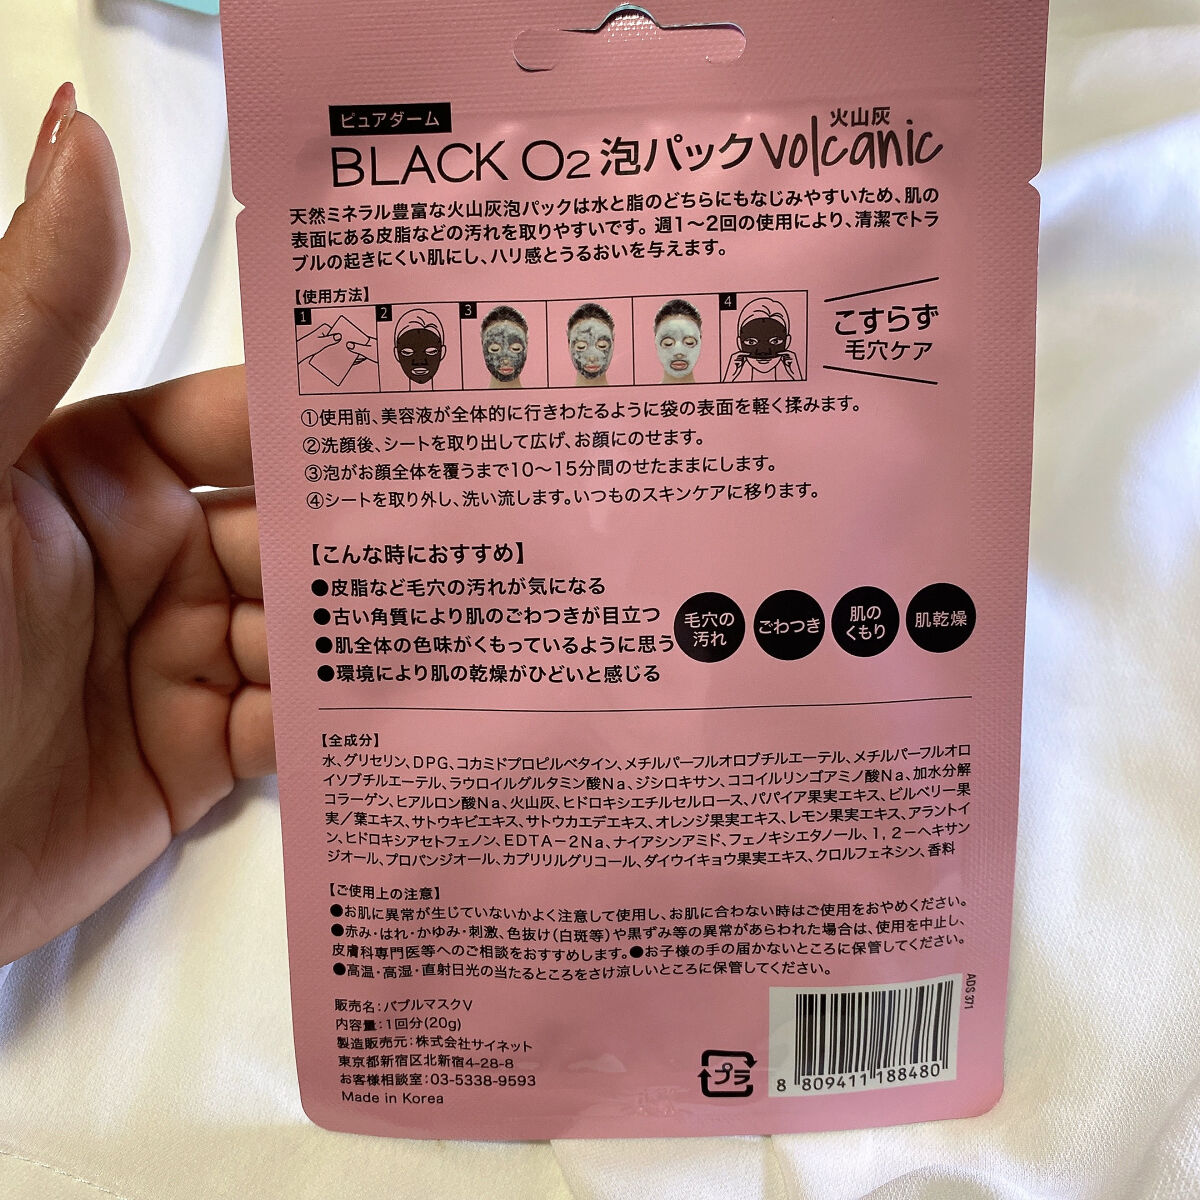 ピュアダーム
BLACK O2 泡パック 火山灰 volcanic
天然ミネラル豊富な火山灰泡パックは水と脂のどちらにもなじみやすいため、肌の
表面にある皮脂などの汚れを取りやすいです。週1〜2回の使用により、清潔でトラ
ブルの起きにくい肌にし、ハリ感とうるおいを与えます。
【使用方法】
1 2 3 4
こすらず
毛穴ケア
①使用前、美容液が全体的に行きわたるように袋の表面を軽く揉みます。
②洗顔後、シートを取り出して広げ、お顔にのせます。
③泡がお顔全体を覆うまで10〜15分間のせたままにします。
④シートを取り外し、洗い流します。いつものスキンケアに移ります。
【こんな時におすすめ】
●皮脂など毛穴の汚れが気になる
●古い角質により肌のごわつきが目立つ
●肌全体の色味がくもっているように思う
●環境により肌の乾燥がひどいと感じる
毛穴の
汚れ
ごわつき
肌の
くもり
肌乾燥
【全成分】
水、グリセリン、DPG、コカミドプロピルベタイン、メチルパーフルオロブチルエーテル、メチルパーフルオロ
イソブチルエーテル、ラウロイルグルタミン酸Na、ジシロキサン、ココイルリンゴアミノ酸Na、加水分解
コラーゲン、ヒアルロン酸Na、火山灰、ヒドロキシエチルセルロース、パパイア果実エキス、ビルベリー果
実／葉エキス、サトウキビエキス、サトウカエデエキス、オレンジ果実エキス、レモン果実エキス、アラントイ
ン、ヒドロキシアセトフェノン、EDTA－2Na、ナイアシンアミド、フェノキシエタノール、1，2－ヘキサン
ジオール、プロパンジオール、カプリリルグリコール、ダイウイキョウ果実エキス、クロルフェネシン、香料
【ご使用上の注意】
●お肌に異常が生じていないかよく注意して使用し、お肌に合わない時はご使用をおやめください。
●赤み・はれ・かゆみ・刺激、色抜け(白斑等)や黒ずみ等の異常があらわれた場合は、使用を中止し、
皮膚科専門医等へのご相談をおすすめします。●お子様の手の届かないところに保管してください。
●高温・高湿・直射日光の当たるところをさけ涼しいところに保管してください。
販売名：バブルマスクV
内容量：1回分(20g)
製造販売元：株式会社サイネット
東京都新宿区北新宿4-28-8
お客様相談室：03-5338-9593
Made in Korea
プラ
ADS 371
8 809411 188480